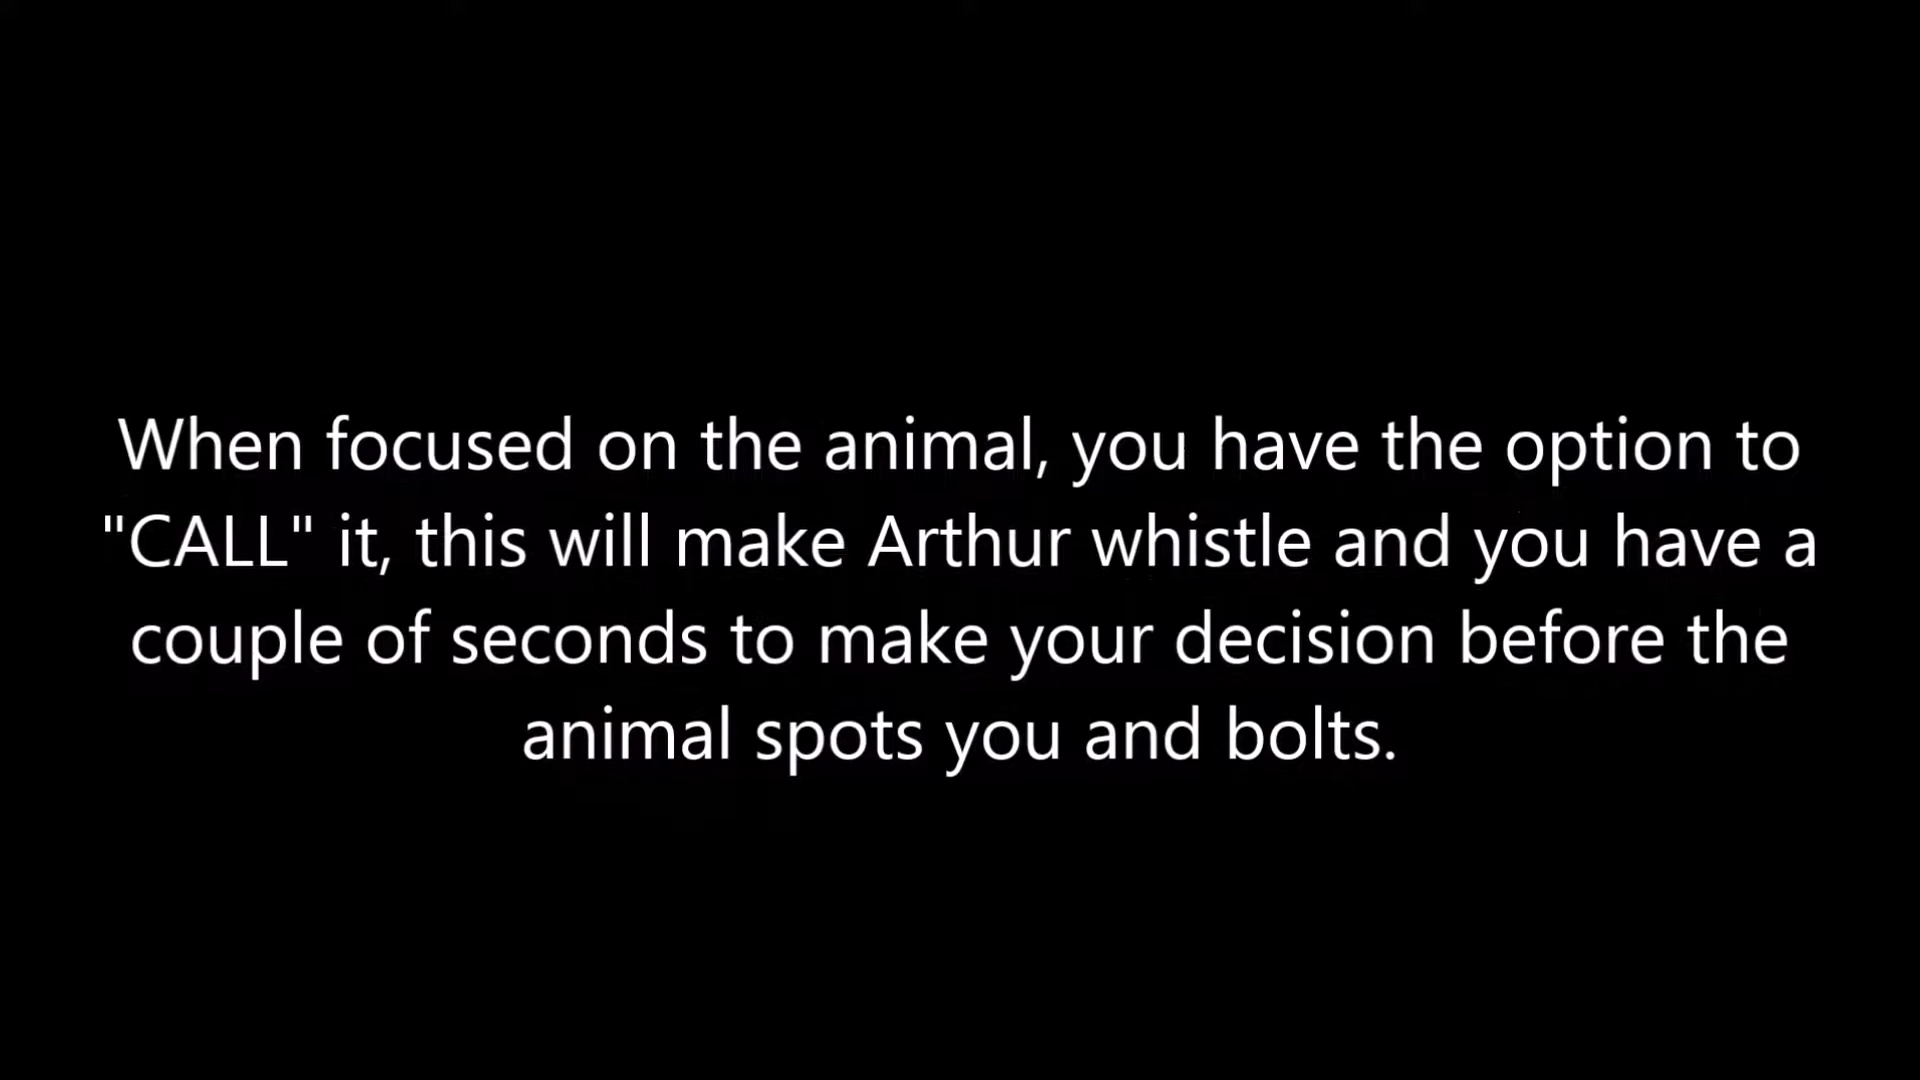 When focused on the animal, you have the option to
"CALL" it, this will make Arthur whistle and you have a
couple of seconds to make your decision before the
animal spots you and bolts.